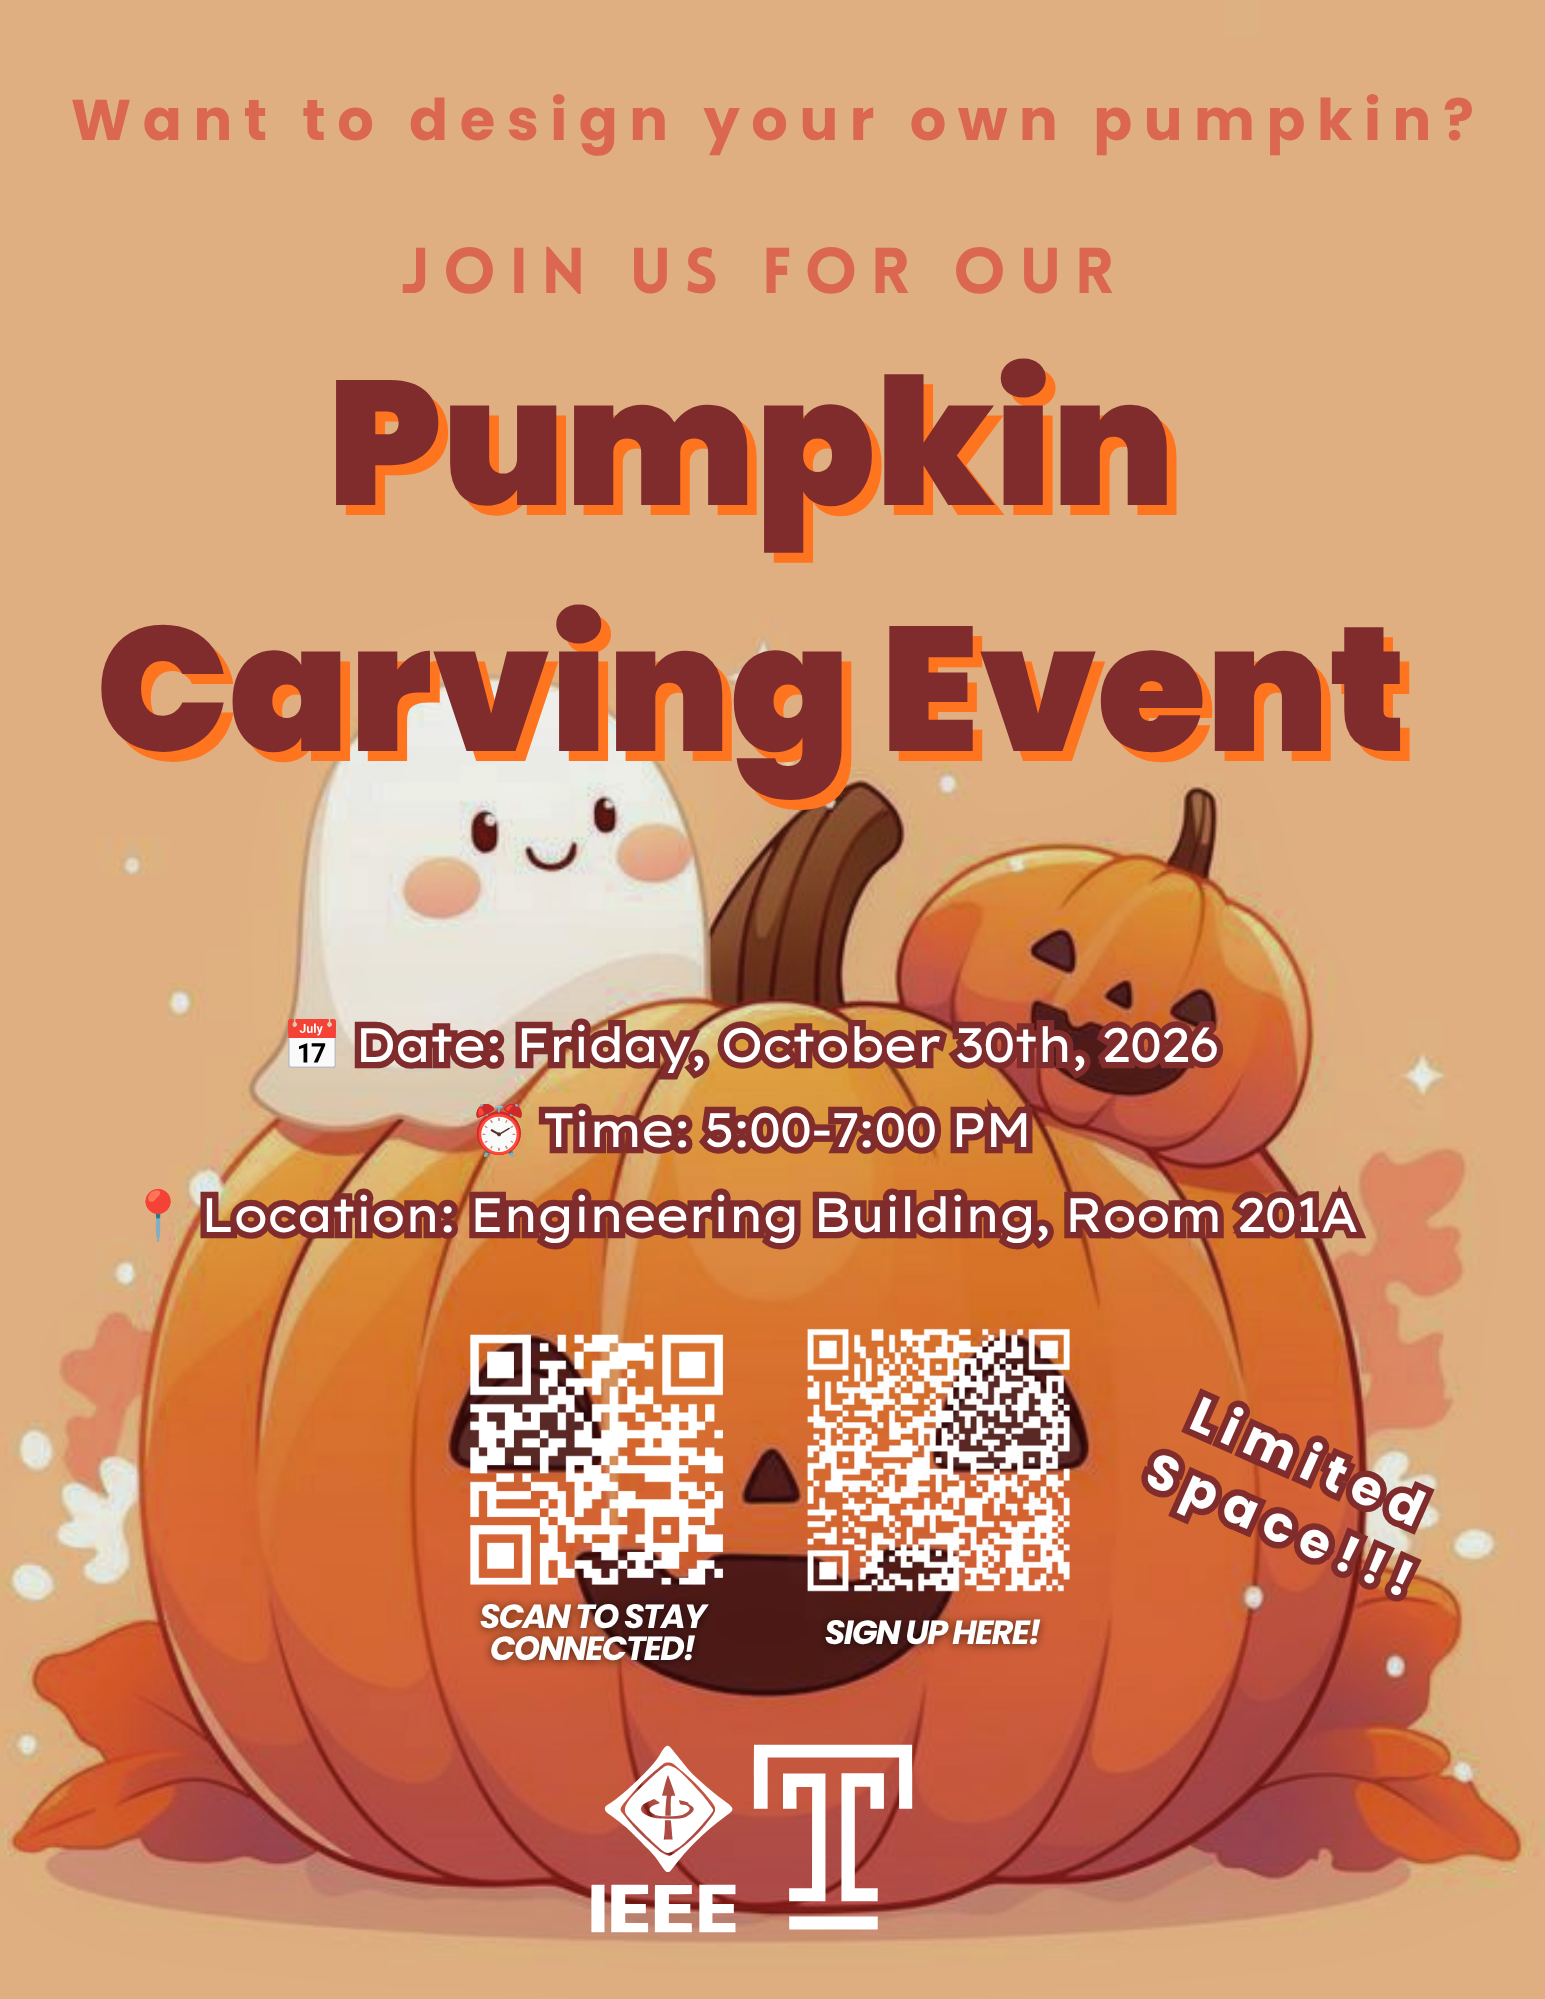 Want to design your own pumpkin?
JOIN US FOR OUR
Pumpkin
Carving Event
📅 Date: Friday, October 30th, 2026
⏰ Time: 5:00-7:00 PM
📍 Location: Engineering Building, Room 201A
Limited
Space!!!
SCAN TO STAY
CONNECTED!
SIGN UP HERE!
IEEE
T